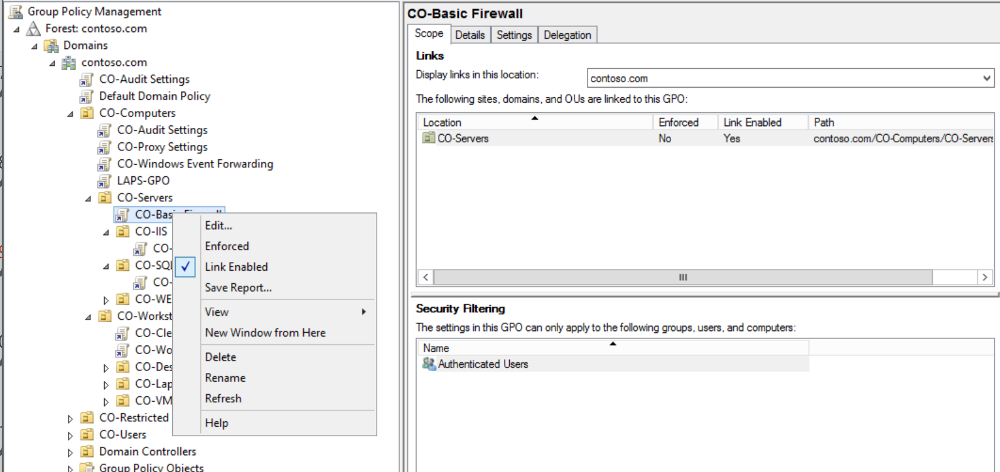 Group Policy Management
Forest: contoso.com
Domains
contoso.com
CO-Audit Settings
Default Domain Policy
CO-Computers
CO-Audit Settings
CO-Proxy Settings
CO-Windows Event Forwarding
LAPS-GPO
CO-Servers
CO-Bas
CO-IIS
CO-
CO-SQL
CO-
CO-WE
CO-Workst
CO-Cle
CO-Wo
CO-Des
CO-Lap
CO-VM
CO-Restricted
CO-Users
Domain Controllers
Group Policy Objects
Edit...
Enforced
Link Enabled
Save Report...
View
New Window from Here
Delete
Rename
Refresh
Help
CO-Basic Firewall
Scope Details Settings Delegation
Links
Display links in this location: contoso.com
The following sites, domains, and OUs are linked to this GPO:
Location Enforced Link Enabled Path
CO-Servers No Yes contoso.com/CO-Computers/CO-Servers
Security Filtering
The settings in this GPO can only apply to the following groups, users, and computers:
Name
Authenticated Users